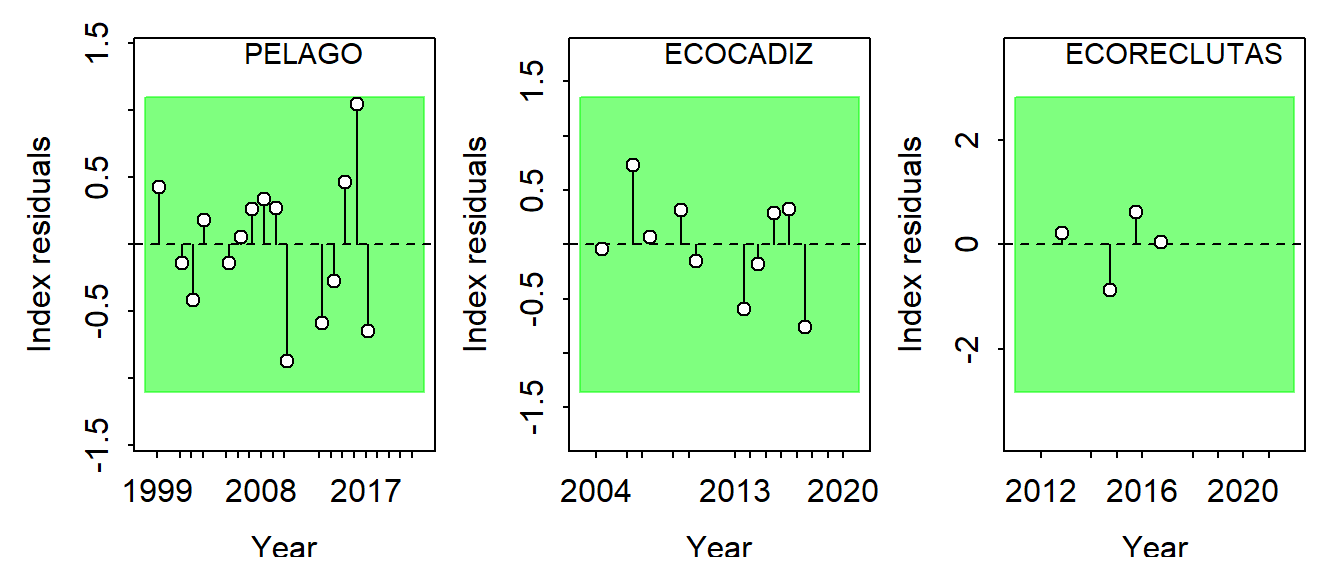 PELAGO
1.5
0.5
-0.5
-1.5
Index residuals
1999 2008 2017
Year
ECOCADIZ
1.5
0.5
-0.5
-1.5
Index residuals
2004 2013 2020
Year
ECORECLUTAS
2
0
-2
Index residuals
2012 2016 2020
Year